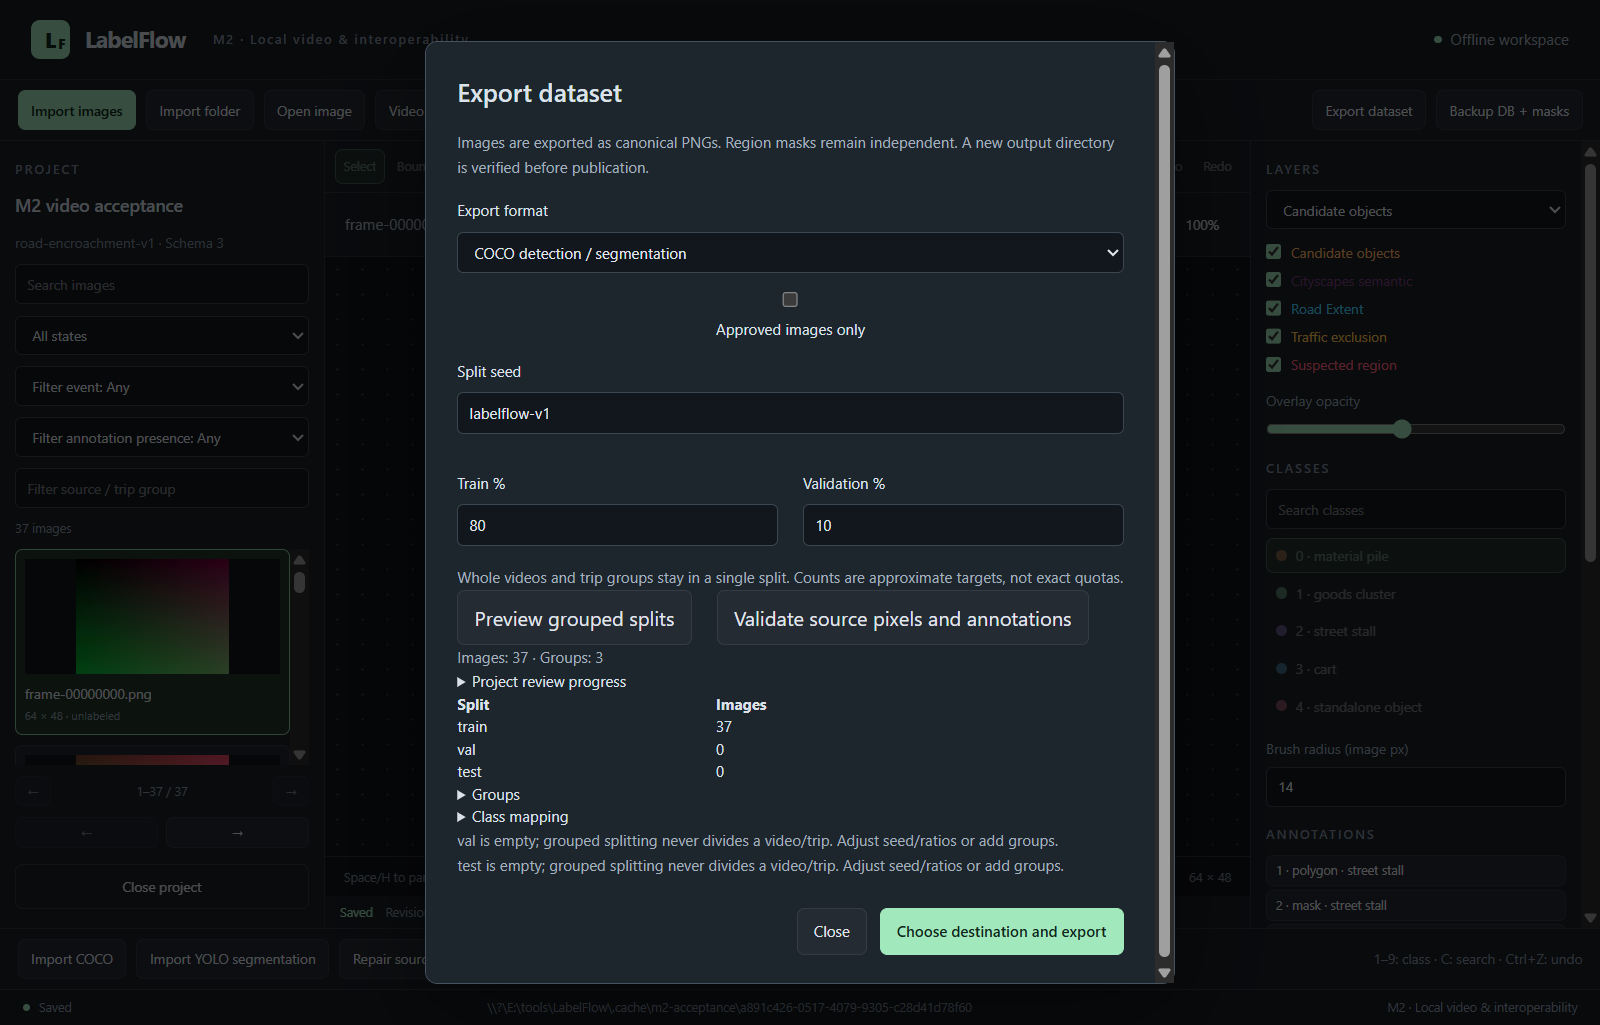 LF LabelFlow M2 · Local video & interoperability
Offline workspace
Import images Import folder Open image Video
Export dataset Backup DB + masks
PROJECT
M2 video acceptance
road-encroachment-v1 · Schema 3
Search images
All states
Filter event: Any
Filter annotation presence: Any
Filter source / trip group
37 images
frame-00000000.png
64 × 48 · unlabeled
1–37 / 37
← →
← →
Close project
Select Boun
Redo
frame-0000
100%
Space/H to pa
64 × 48
Saved Revisio
Export dataset
Images are exported as canonical PNGs. Region masks remain independent. A new output directory
is verified before publication.
Export format
COCO detection / segmentation
Approved images only
Split seed
labelflow-v1
Train % Validation %
80 10
Whole videos and trip groups stay in a single split. Counts are approximate targets, not exact quotas.
Preview grouped splits Validate source pixels and annotations
Images: 37 · Groups: 3
▶ Project review progress
Split Images
train 37
val 0
test 0
▶ Groups
▶ Class mapping
val is empty; grouped splitting never divides a video/trip. Adjust seed/ratios or add groups.
test is empty; grouped splitting never divides a video/trip. Adjust seed/ratios or add groups.
Close Choose destination and export
LAYERS
Candidate objects
Candidate objects
Cityscapes semantic
Road Extent
Traffic exclusion
Suspected region
Overlay opacity
CLASSES
Search classes
0 · material pile
1 · goods cluster
2 · street stall
3 · cart
4 · standalone object
Brush radius (image px)
14
ANNOTATIONS
1 · polygon · street stall
2 · mask · street stall
Import COCO Import YOLO segmentation Repair sourc
1–9: class · C: search · Ctrl+Z: undo
Saved
\\?\E:\tools\LabelFlow\.cache\m2-acceptance\a891c426-0517-4079-9305-c28d41d78f60
M2 · Local video & interoperability